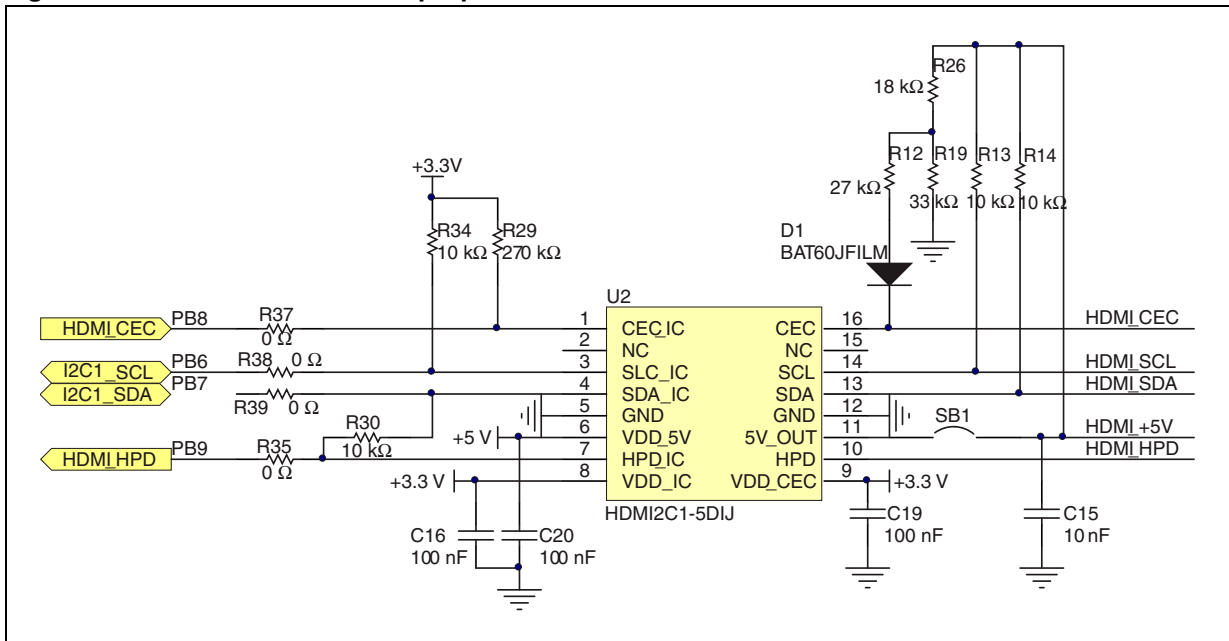 R26
18 kΩ
R12
R19
R13
R14
27 kΩ
33 kΩ
10 kΩ
10 kΩ
+3.3V
R34
10 kΩ
R29
270 kΩ
D1
BAT60JFILM
U2
HDMI_CEC
PB8
R37
0 Ω
1
CEC_IC
CEC
16
HDMI_CEC
2
NC
NC
15
I2C1_SCL
PB6
R38
0 Ω
3
SLC_IC
SCL
14
HDMI_SCL
I2C1_SDA
PB7
R39
0 Ω
4
SDA_IC
SDA
13
HDMI_SDA
5
GND
GND
12
R30
10 kΩ
+5 V
6
VDD_5V
5V_OUT
11
SB1
HDMI_+5V
HDMI_HPD
PB9
R35
0 Ω
7
HPD_IC
HPD
10
HDMI_HPD
+3.3 V
8
VDD_IC
VDD_CEC
9
+3.3 V
HDMI2C1-5DIJ
C16
100 nF
C20
100 nF
C19
100 nF
C15
10 nF